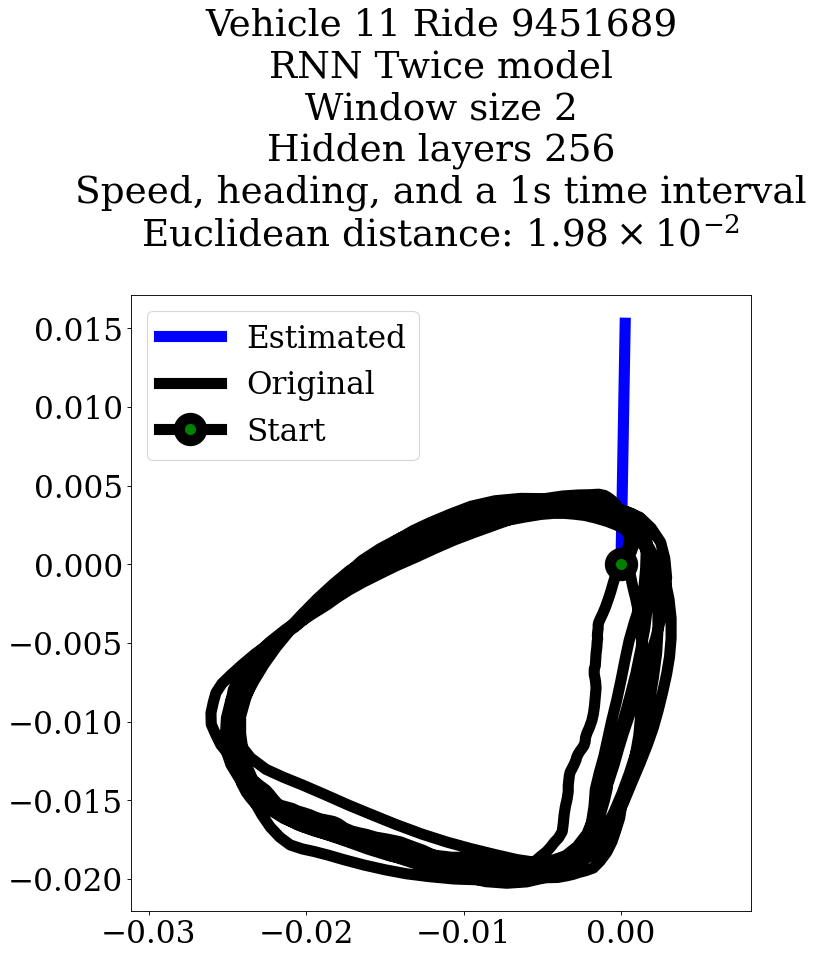 Vehicle 11 Ride 9451689
RNN Twice model
Window size 2
Hidden layers 256
Speed, heading, and a 1s time interval
Euclidean distance: 1.98 × 10⁻²
Estimated
Original
Start
0.015
0.010
0.005
0.000
−0.005
−0.010
−0.015
−0.020
−0.03 −0.02 −0.01 0.00